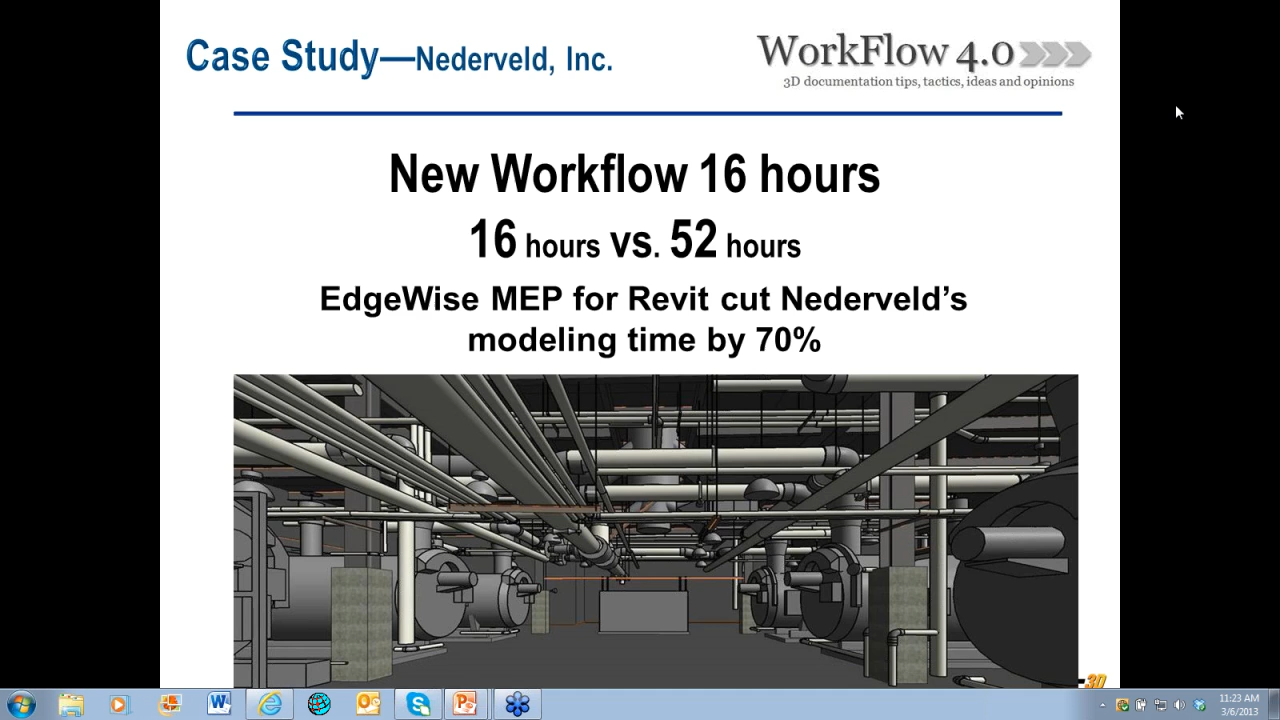 Case Study—Nederveld, Inc.
WorkFlow 4.0
3D documentation tips, tactics, ideas and opinions
New Workflow 16 hours
16 hours vs. 52 hours
EdgeWise MEP for Revit cut Nederveld’s
modeling time by 70%
3D
11:23 AM
3/6/2013